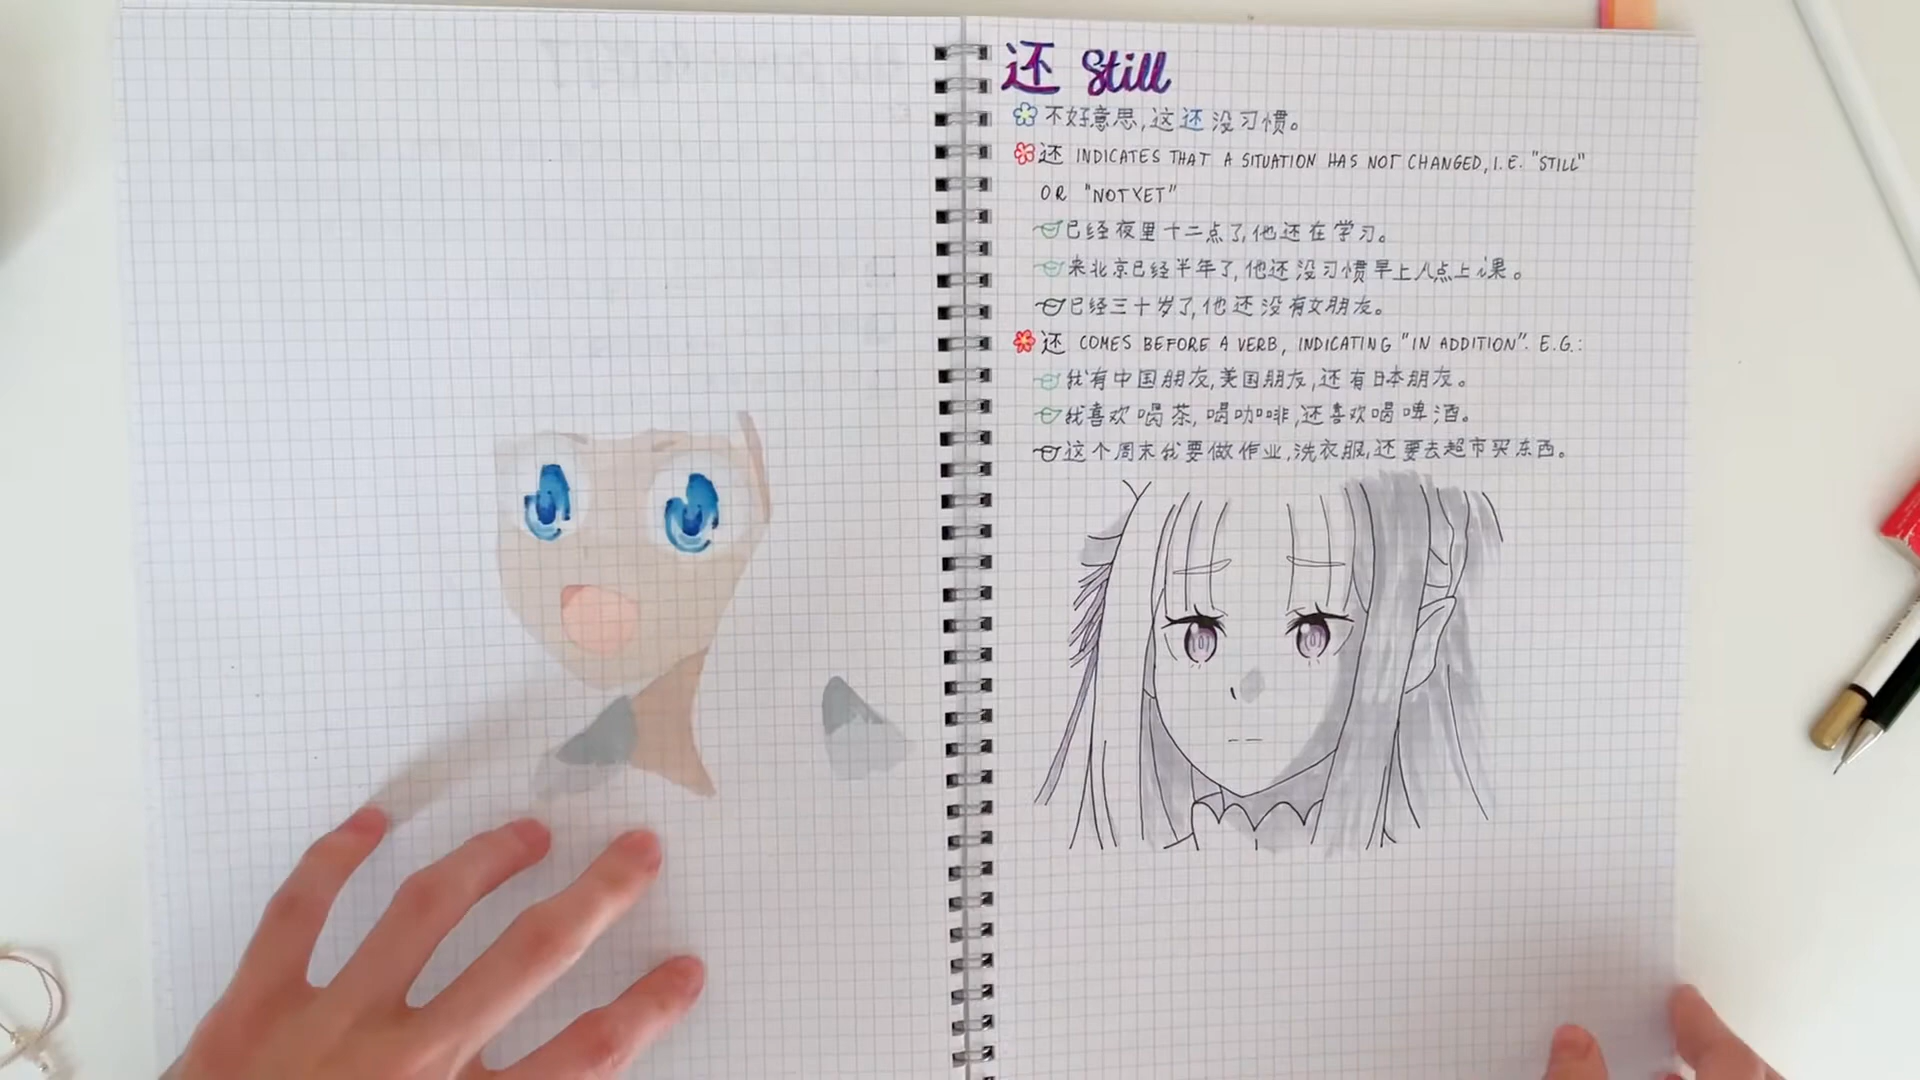 还 Still
不好意思,这还没习惯。
还 INDICATES THAT A SITUATION HAS NOT CHANGED, I.E. "STILL"
OR "NOT YET"
已经夜里十二点了,他还在学习。
来北京已经半年了,他还没习惯早上八点上课。
已经三十岁了,他还没有女朋友。
还 COMES BEFORE A VERB, INDICATING "IN ADDITION". E.G.:
我有中国朋友,美国朋友,还有日本朋友。
我喜欢喝茶,喝咖啡,还喜欢喝啤酒。
这个周末我要做作业,洗衣服,还要去超市买东西。